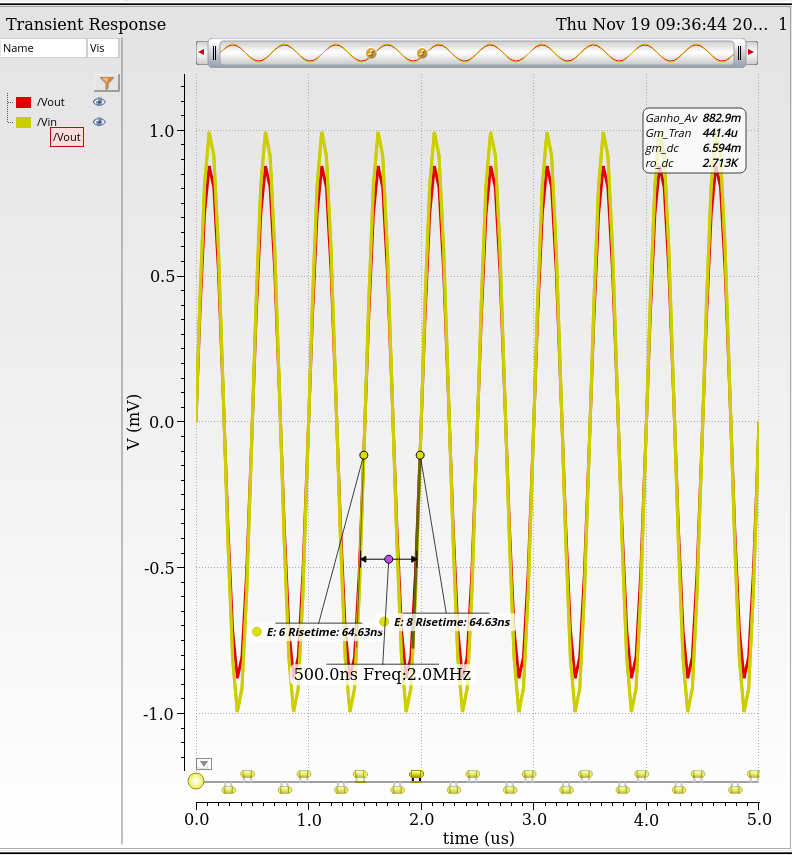 Transient Response
Thu Nov 19 09:36:44 20... 1
Name Vis
/Vout
/Vin
/Vout
Ganho_Av 882.9m
Gm_Tran 441.4u
gm_dc 6.594m
ro_dc 2.713K
1.0
0.5
0.0
-0.5
-1.0
V (mV)
E: 6 Risetime: 64.63ns
E: 8 Risetime: 64.63ns
500.0ns Freq:2.0MHz
0.0 1.0 2.0 3.0 4.0 5.0
time (us)